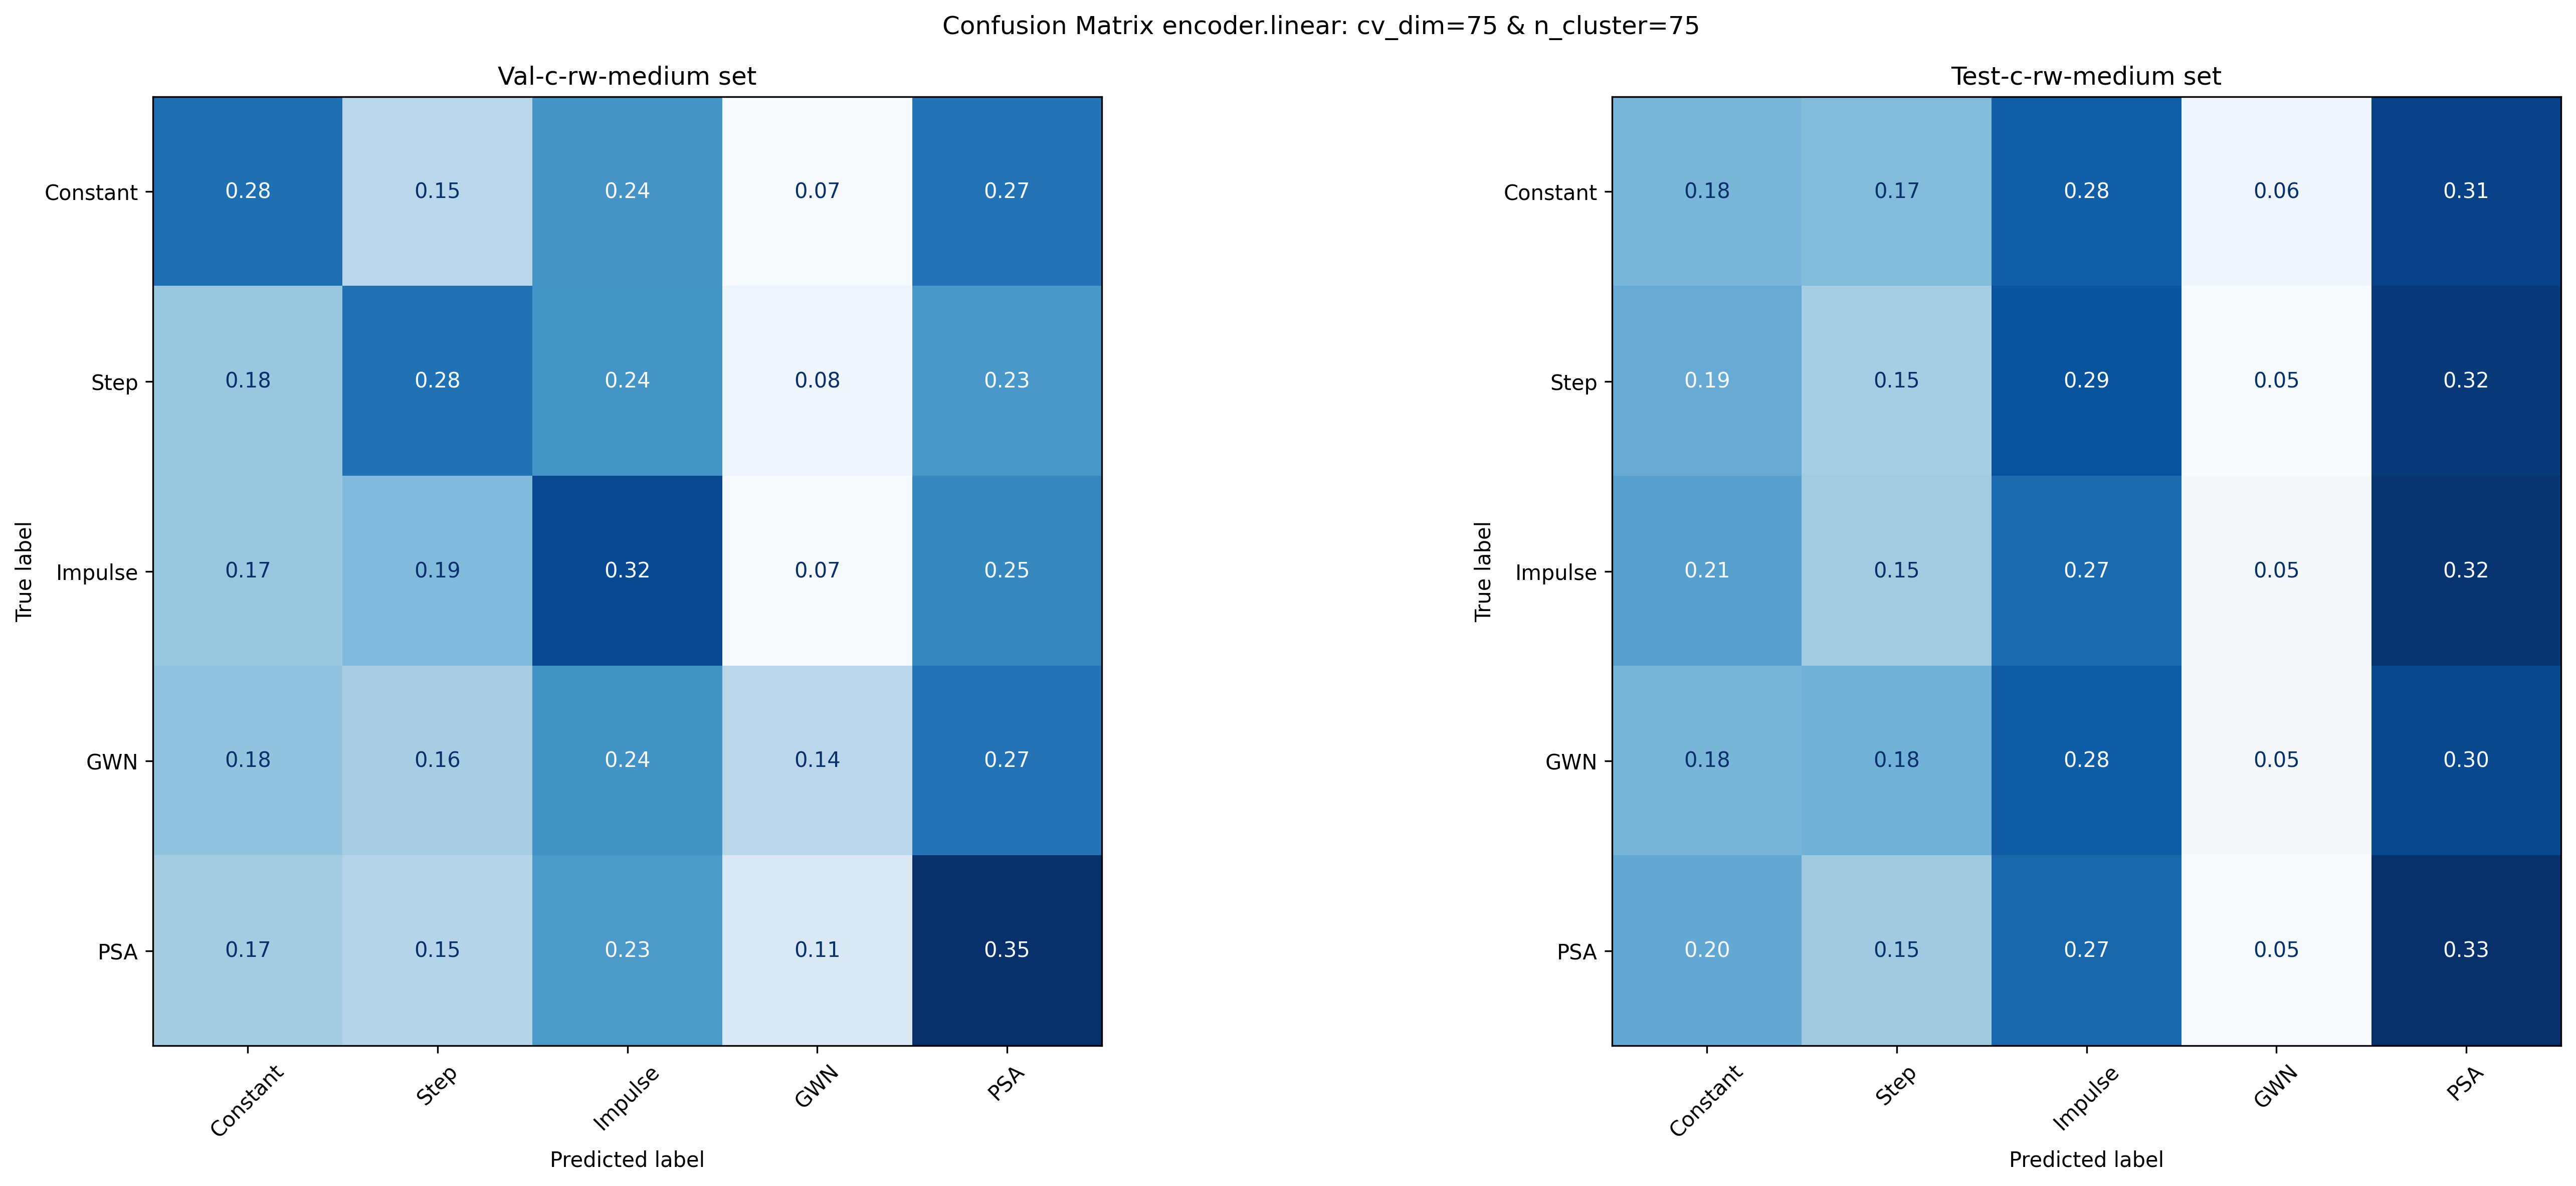 Confusion Matrix encoder.linear: cv_dim=75 & n_cluster=75
Val-c-rw-medium set
True label
Constant 0.28 0.15 0.24 0.07 0.27
Step 0.18 0.28 0.24 0.08 0.23
Impulse 0.17 0.19 0.32 0.07 0.25
GWN 0.18 0.16 0.24 0.14 0.27
PSA 0.17 0.15 0.23 0.11 0.35
Constant Step Impulse GWN PSA
Predicted label
Test-c-rw-medium set
True label
Constant 0.18 0.17 0.28 0.06 0.31
Step 0.19 0.15 0.29 0.05 0.32
Impulse 0.21 0.15 0.27 0.05 0.32
GWN 0.18 0.18 0.28 0.05 0.30
PSA 0.20 0.15 0.27 0.05 0.33
Constant Step Impulse GWN PSA
Predicted label